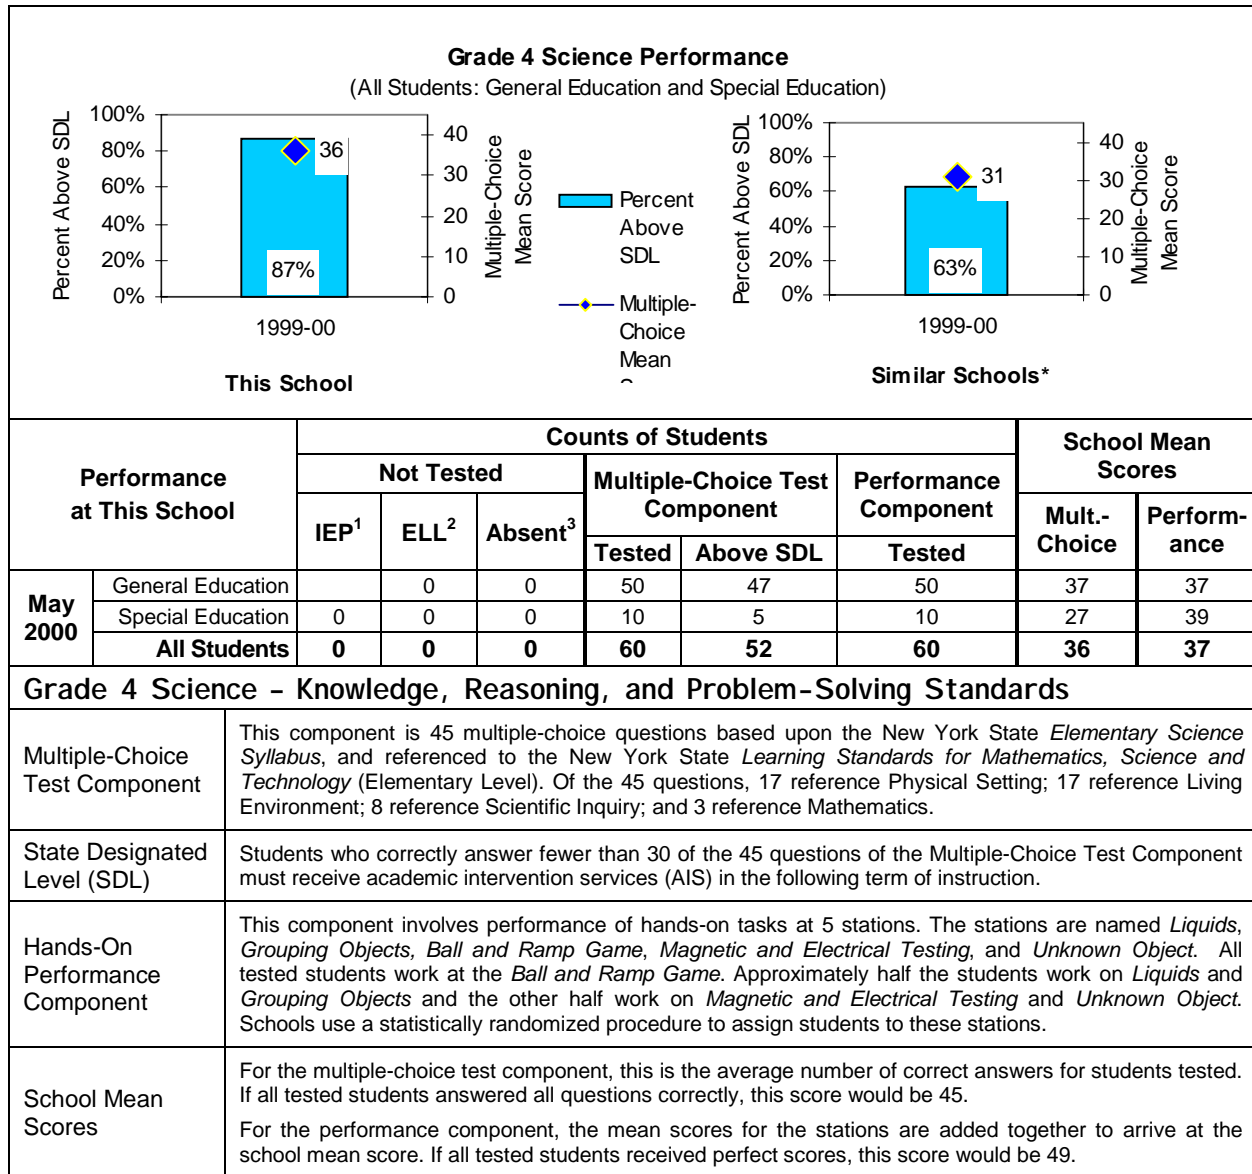 Grade 4 Science Performance
(All Students: General Education and Special Education)
Percent Above SDL
100%
80%
60%
40%
20%
0%
36
87%
40
30
20
10
0
Multiple-Choice
Mean Score
1999-00
This School
Percent
Above
SDL
Multiple-
Choice
Mean
Percent Above SDL
100%
80%
60%
40%
20%
0%
31
63%
40
30
20
10
0
Multiple-Choice
Mean Score
1999-00
Similar Schools*
Performance
at This School
Counts of Students
School Mean
Scores
Not Tested
Multiple-Choice Test
Component
Performance
Component
IEP1 ELL2 Absent3
Tested Above SDL Tested
Mult.-
Choice
Perform-
ance
May
2000
General Education 0 0 50 47 50 37 37
Special Education 0 0 0 10 5 10 27 39
All Students 0 0 0 60 52 60 36 37
Grade 4 Science – Knowledge, Reasoning, and Problem-Solving Standards
Multiple-Choice
Test Component
This component is 45 multiple-choice questions based upon the New York State Elementary Science
Syllabus, and referenced to the New York State Learning Standards for Mathematics, Science and
Technology (Elementary Level). Of the 45 questions, 17 reference Physical Setting; 17 reference Living
Environment; 8 reference Scientific Inquiry; and 3 reference Mathematics.
State Designated
Level (SDL)
Students who correctly answer fewer than 30 of the 45 questions of the Multiple-Choice Test Component
must receive academic intervention services (AIS) in the following term of instruction.
Hands-On
Performance
Component
This component involves performance of hands-on tasks at 5 stations. The stations are named Liquids,
Grouping Objects, Ball and Ramp Game, Magnetic and Electrical Testing, and Unknown Object. All
tested students work at the Ball and Ramp Game. Approximately half the students work on Liquids and
Grouping Objects and the other half work on Magnetic and Electrical Testing and Unknown Object.
Schools use a statistically randomized procedure to assign students to these stations.
School Mean
Scores
For the multiple-choice test component, this is the average number of correct answers for students tested.
If all tested students answered all questions correctly, this score would be 45.
For the performance component, the mean scores for the stations are added together to arrive at the
school mean score. If all tested students received perfect scores, this score would be 49.